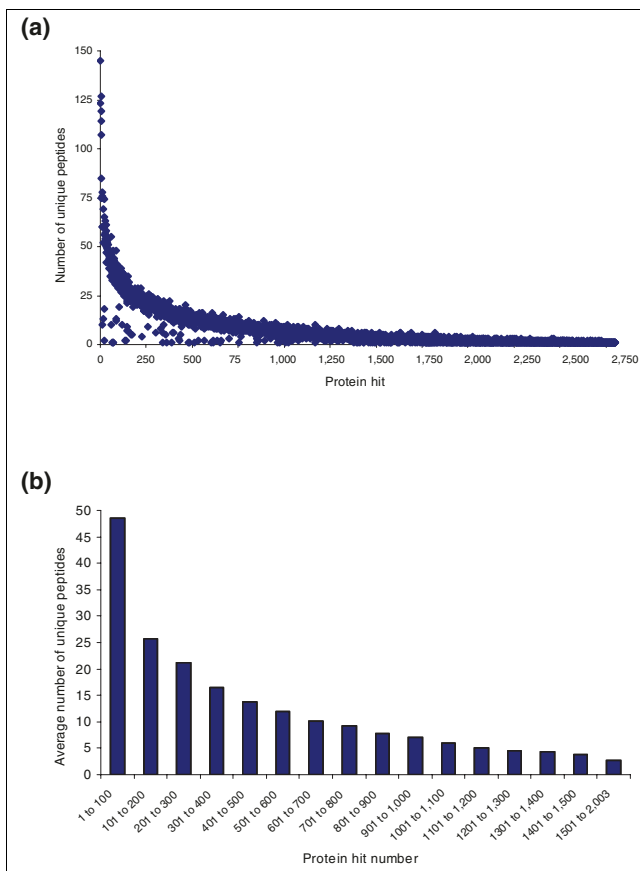 (a)
150
125
100
75
50
25
0
Number of unique peptides
0 250 500 75 1,000 1,250 1,500 1,750 2,000 2,250 2,500 2,750
Protein hit
(b)
50
45
40
35
30
25
20
15
10
5
0
Average number of unique peptides
1 to 100 101 to 200 201 to 300 301 to 400 401 to 500 501 to 600 601 to 700 701 to 800 801 to 900 901 to 1,000 1001 to 1,100 1101 to 1,200 1201 to 1,300 1301 to 1,400 1401 to 1,500 1501 to 2,003
Protein hit number